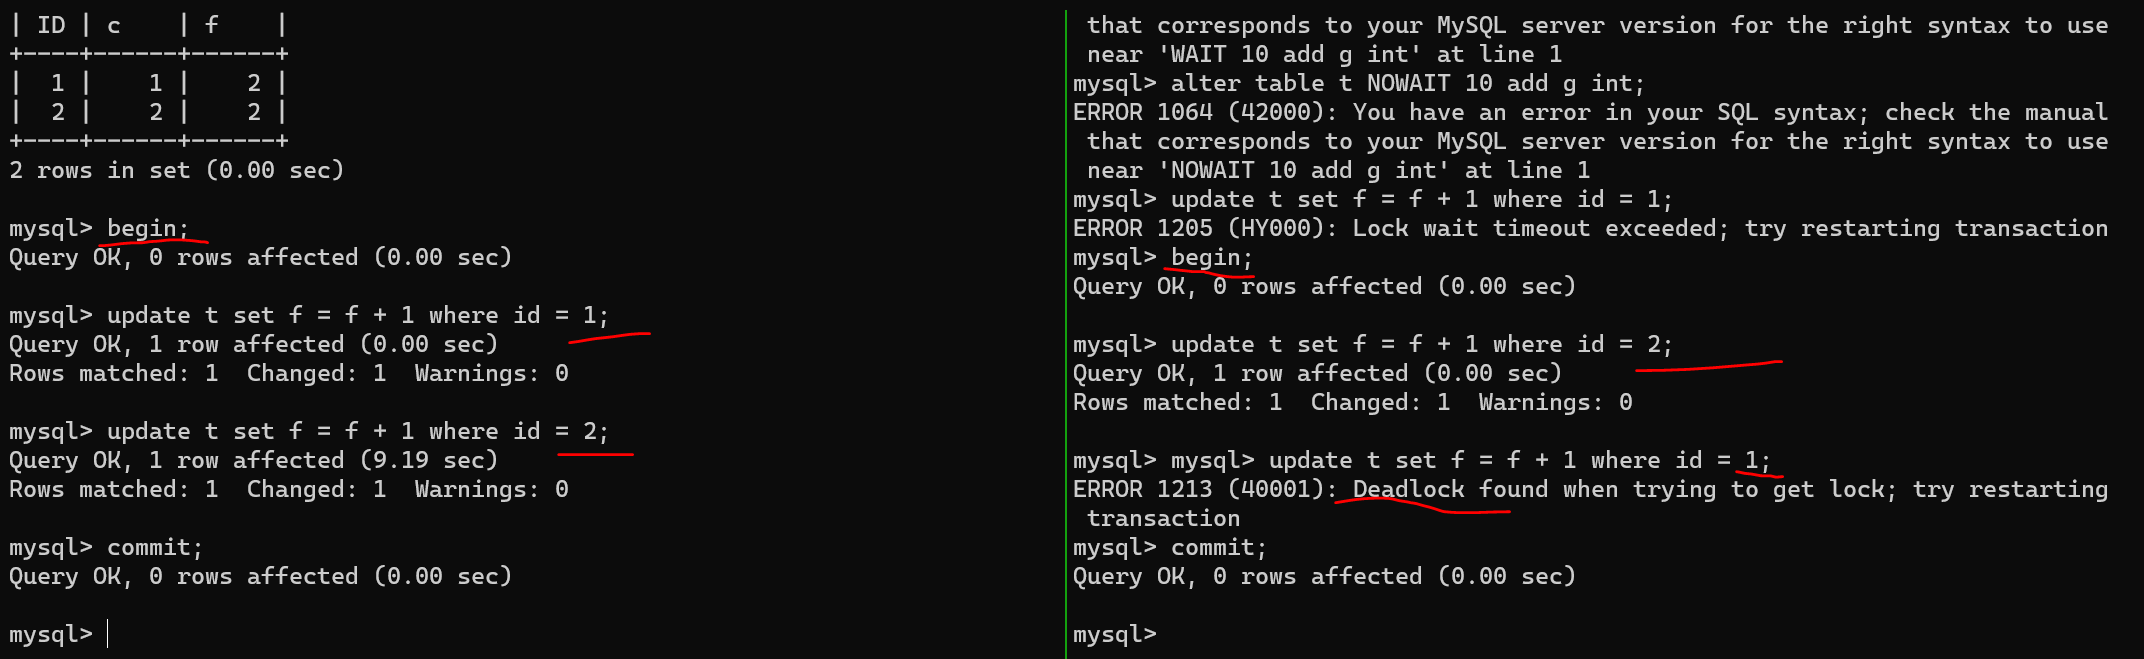 | ID | c    | f    |
+----+------+------+
|  1 |    1 |    2 |
|  2 |    2 |    2 |
+----+------+------+
2 rows in set (0.00 sec)
mysql> begin;
Query OK, 0 rows affected (0.00 sec)
mysql> update t set f = f + 1 where id = 1;
Query OK, 1 row affected (0.00 sec)
Rows matched: 1  Changed: 1  Warnings: 0
mysql> update t set f = f + 1 where id = 2;
Query OK, 1 row affected (9.19 sec)
Rows matched: 1  Changed: 1  Warnings: 0
mysql> commit;
Query OK, 0 rows affected (0.00 sec)
mysql>
that corresponds to your MySQL server version for the right syntax to use
near 'WAIT 10 add g int' at line 1
mysql> alter table t NOWAIT 10 add g int;
ERROR 1064 (42000): You have an error in your SQL syntax; check the manual
that corresponds to your MySQL server version for the right syntax to use
near 'NOWAIT 10 add g int' at line 1
mysql> update t set f = f + 1 where id = 1;
ERROR 1205 (HY000): Lock wait timeout exceeded; try restarting transaction
mysql> begin;
Query OK, 0 rows affected (0.00 sec)
mysql> update t set f = f + 1 where id = 2;
Query OK, 1 row affected (0.00 sec)
Rows matched: 1  Changed: 1  Warnings: 0
mysql> mysql> update t set f = f + 1 where id = 1;
ERROR 1213 (40001): Deadlock found when trying to get lock; try restarting
transaction
mysql> commit;
Query OK, 0 rows affected (0.00 sec)
mysql>